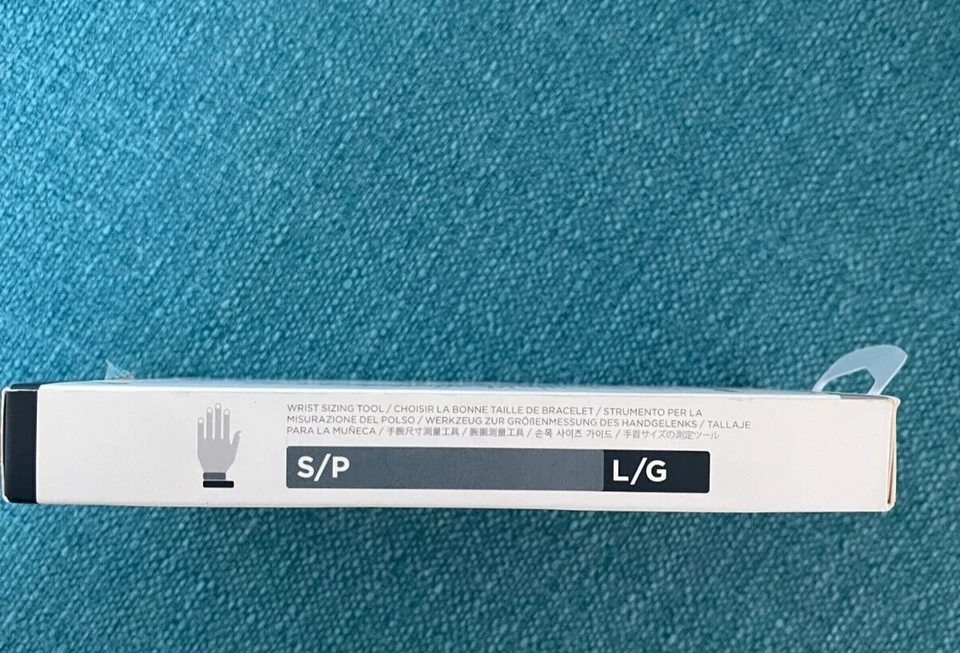 WRIST SIZING TOOL / CHOISIR LA BONNE TAILLE DE BRACELET / STRUMENTO PER LA
MISURAZIONE DEL POLSO / WERKZEUG ZUR GRÖßENMESSUNG DES HANDGELENKS / TALLAJE
PARA LA MUÑECA / 手腕尺寸測量工具 / 腕圍測量工具 / 손목 사이즈 가이드 / 手首サイズの測定ツール
S/P L/G